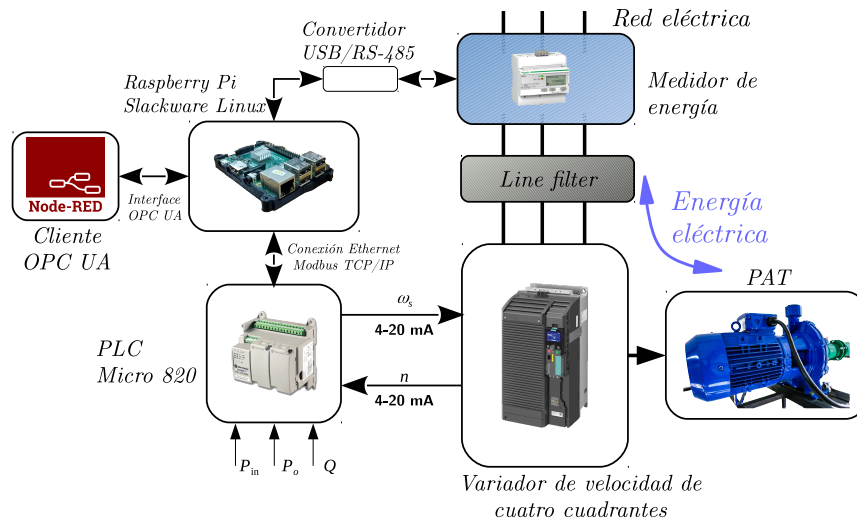 Red eléctrica
Convertidor
USB/RS-485
Medidor de
energía
Raspberry Pi
Slackware Linux
Line filter
Node-RED
Interface
OPC UA
Cliente
OPC UA
Energía
eléctrica
Conexión Ethernet
Modbus TCP/IP
PAT
ωs
4-20 mA
PLC
Micro 820
n
4-20 mA
Pin
Po
Q
Variador de velocidad de
cuatro cuadrantes